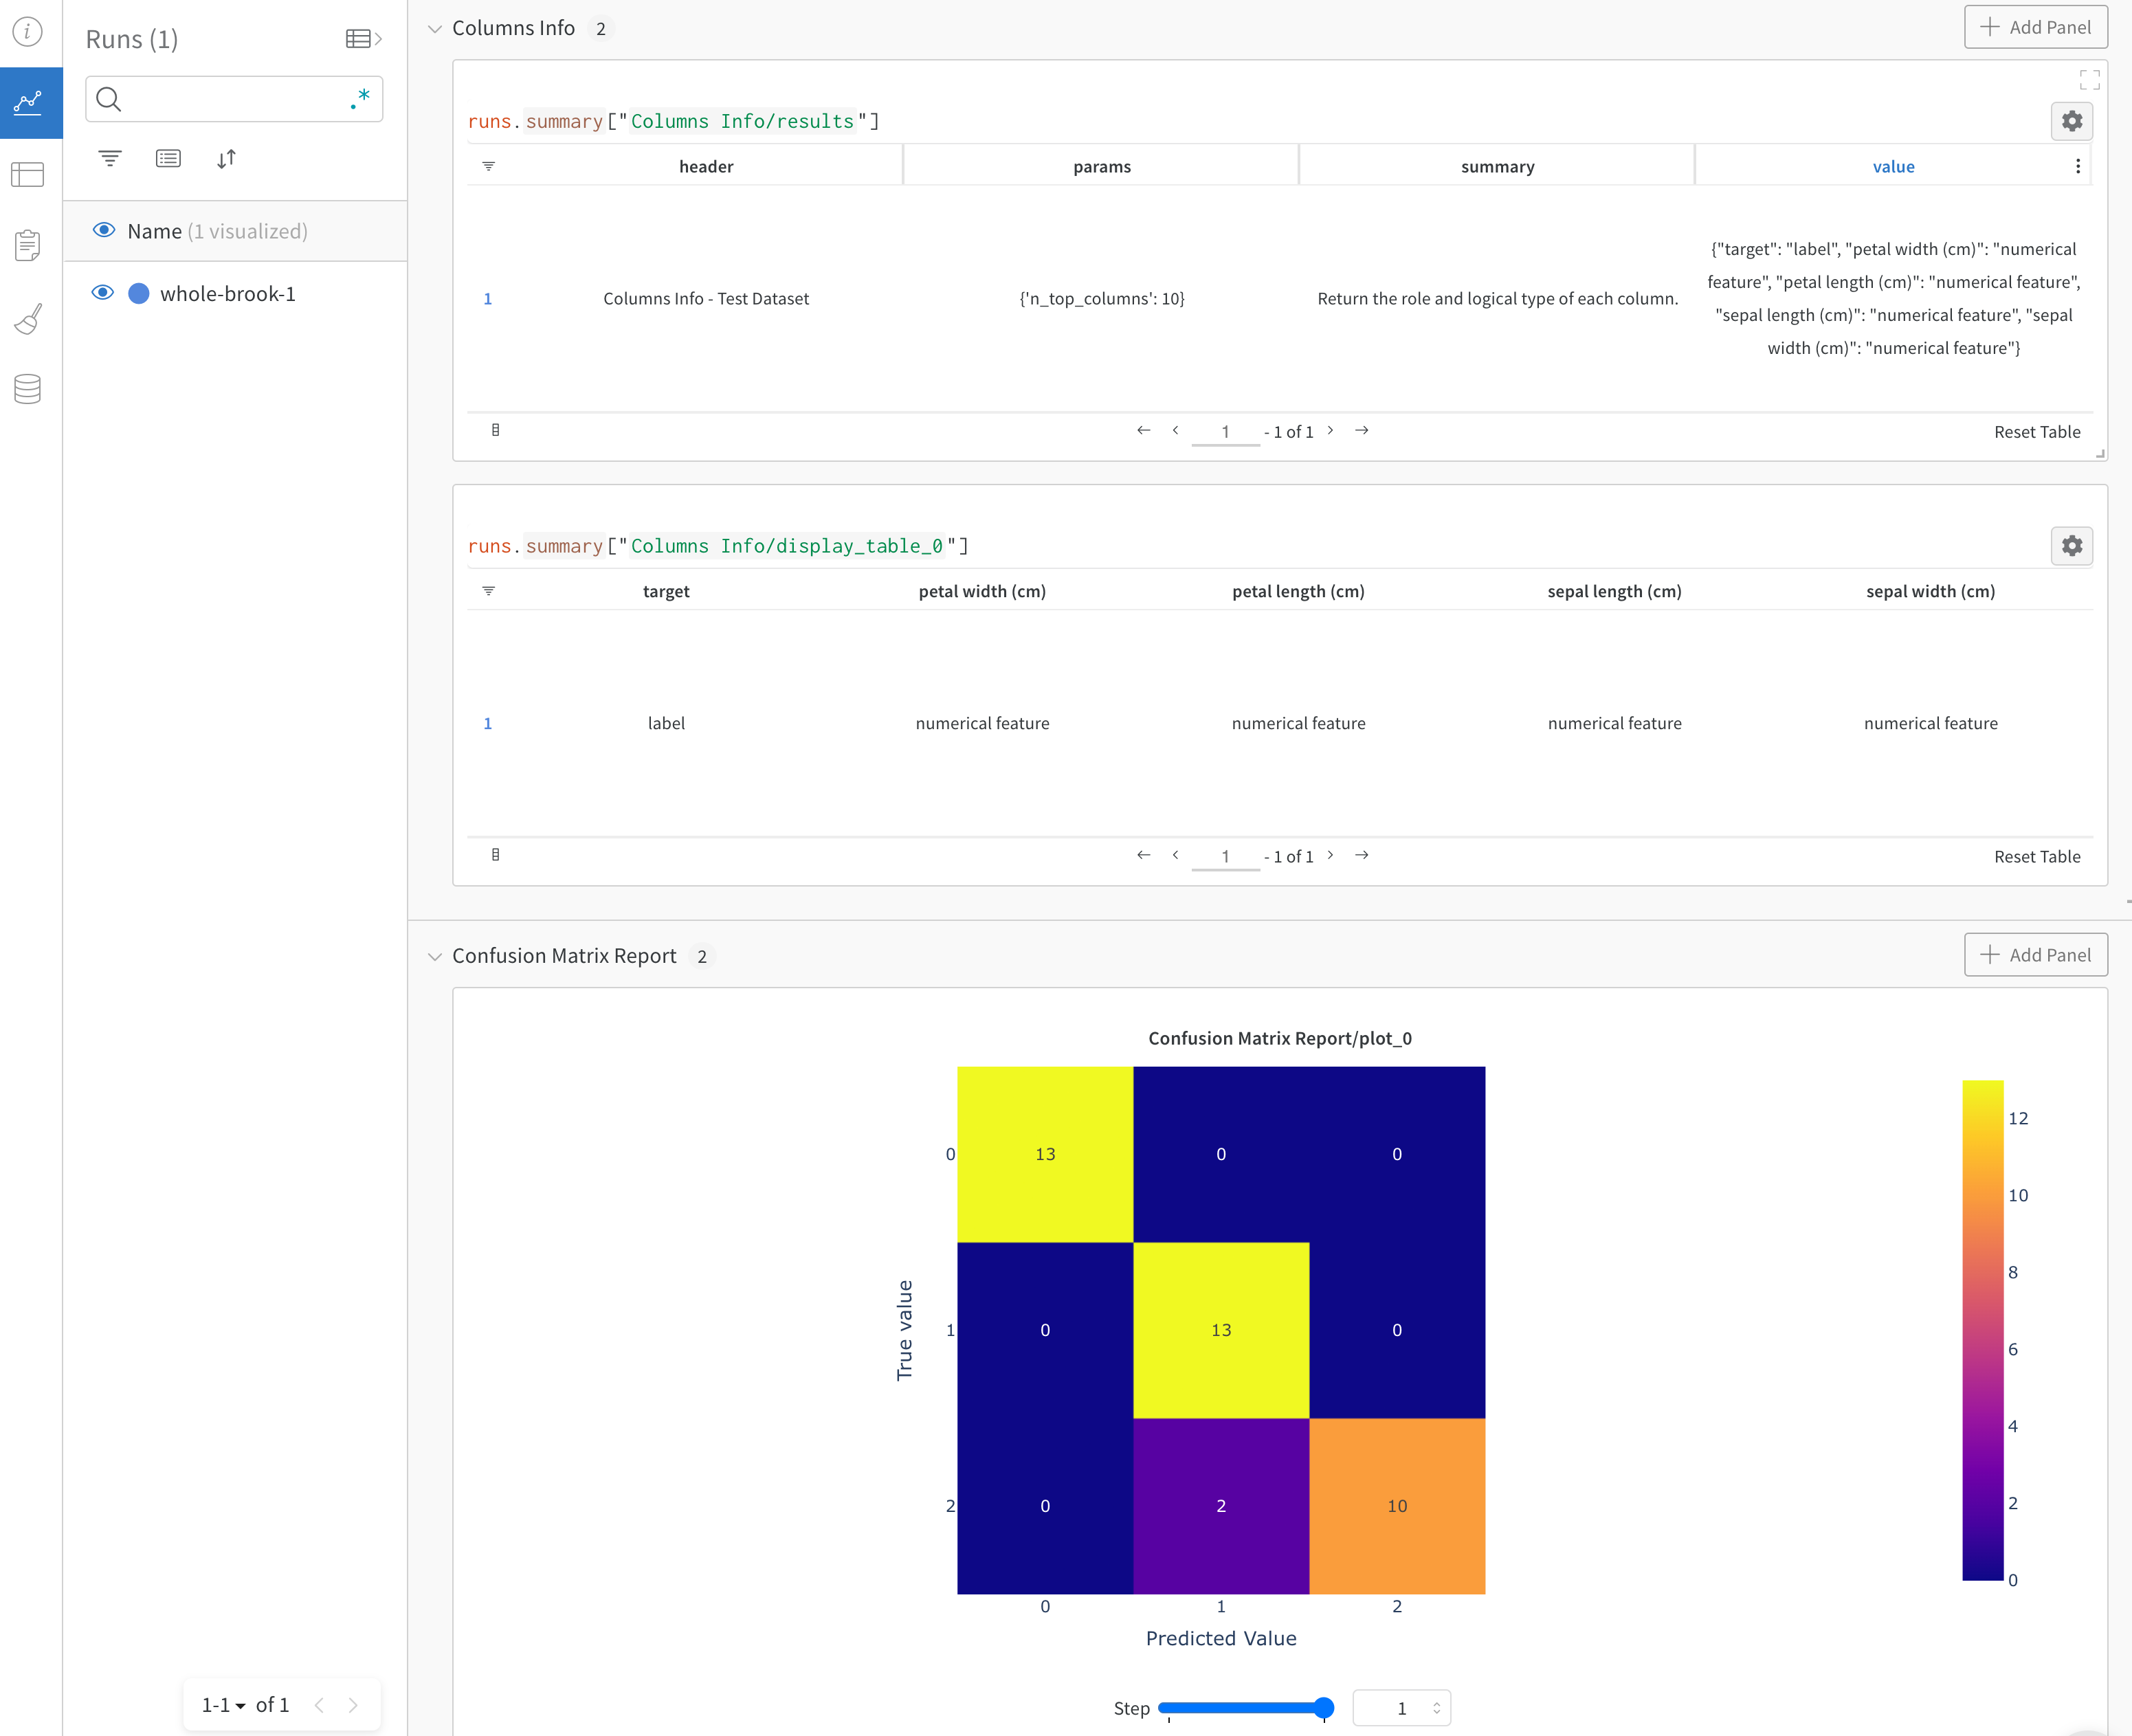 Runs (1)
.*
Name (1 visualized)
whole-brook-1
1-1 of 1
Columns Info 2
Add Panel
runs.summary["Columns Info/results"]
header params summary value
1 Columns Info - Test Dataset {'n_top_columns': 10} Return the role and logical type of each column.
{"target": "label", "petal width (cm)": "numerical
feature", "petal length (cm)": "numerical feature",
"sepal length (cm)": "numerical feature", "sepal
width (cm)": "numerical feature"}
1 - 1 of 1 Reset Table
runs.summary["Columns Info/display_table_0"]
target petal width (cm) petal length (cm) sepal length (cm) sepal width (cm)
1 label numerical feature numerical feature numerical feature numerical feature
1 - 1 of 1 Reset Table
Confusion Matrix Report 2
Add Panel
Confusion Matrix Report/plot_0
True value
0 13 0 0
1 0 13 0
2 0 2 10
0 1 2
Predicted Value
12
10
8
6
4
2
0
Step 1